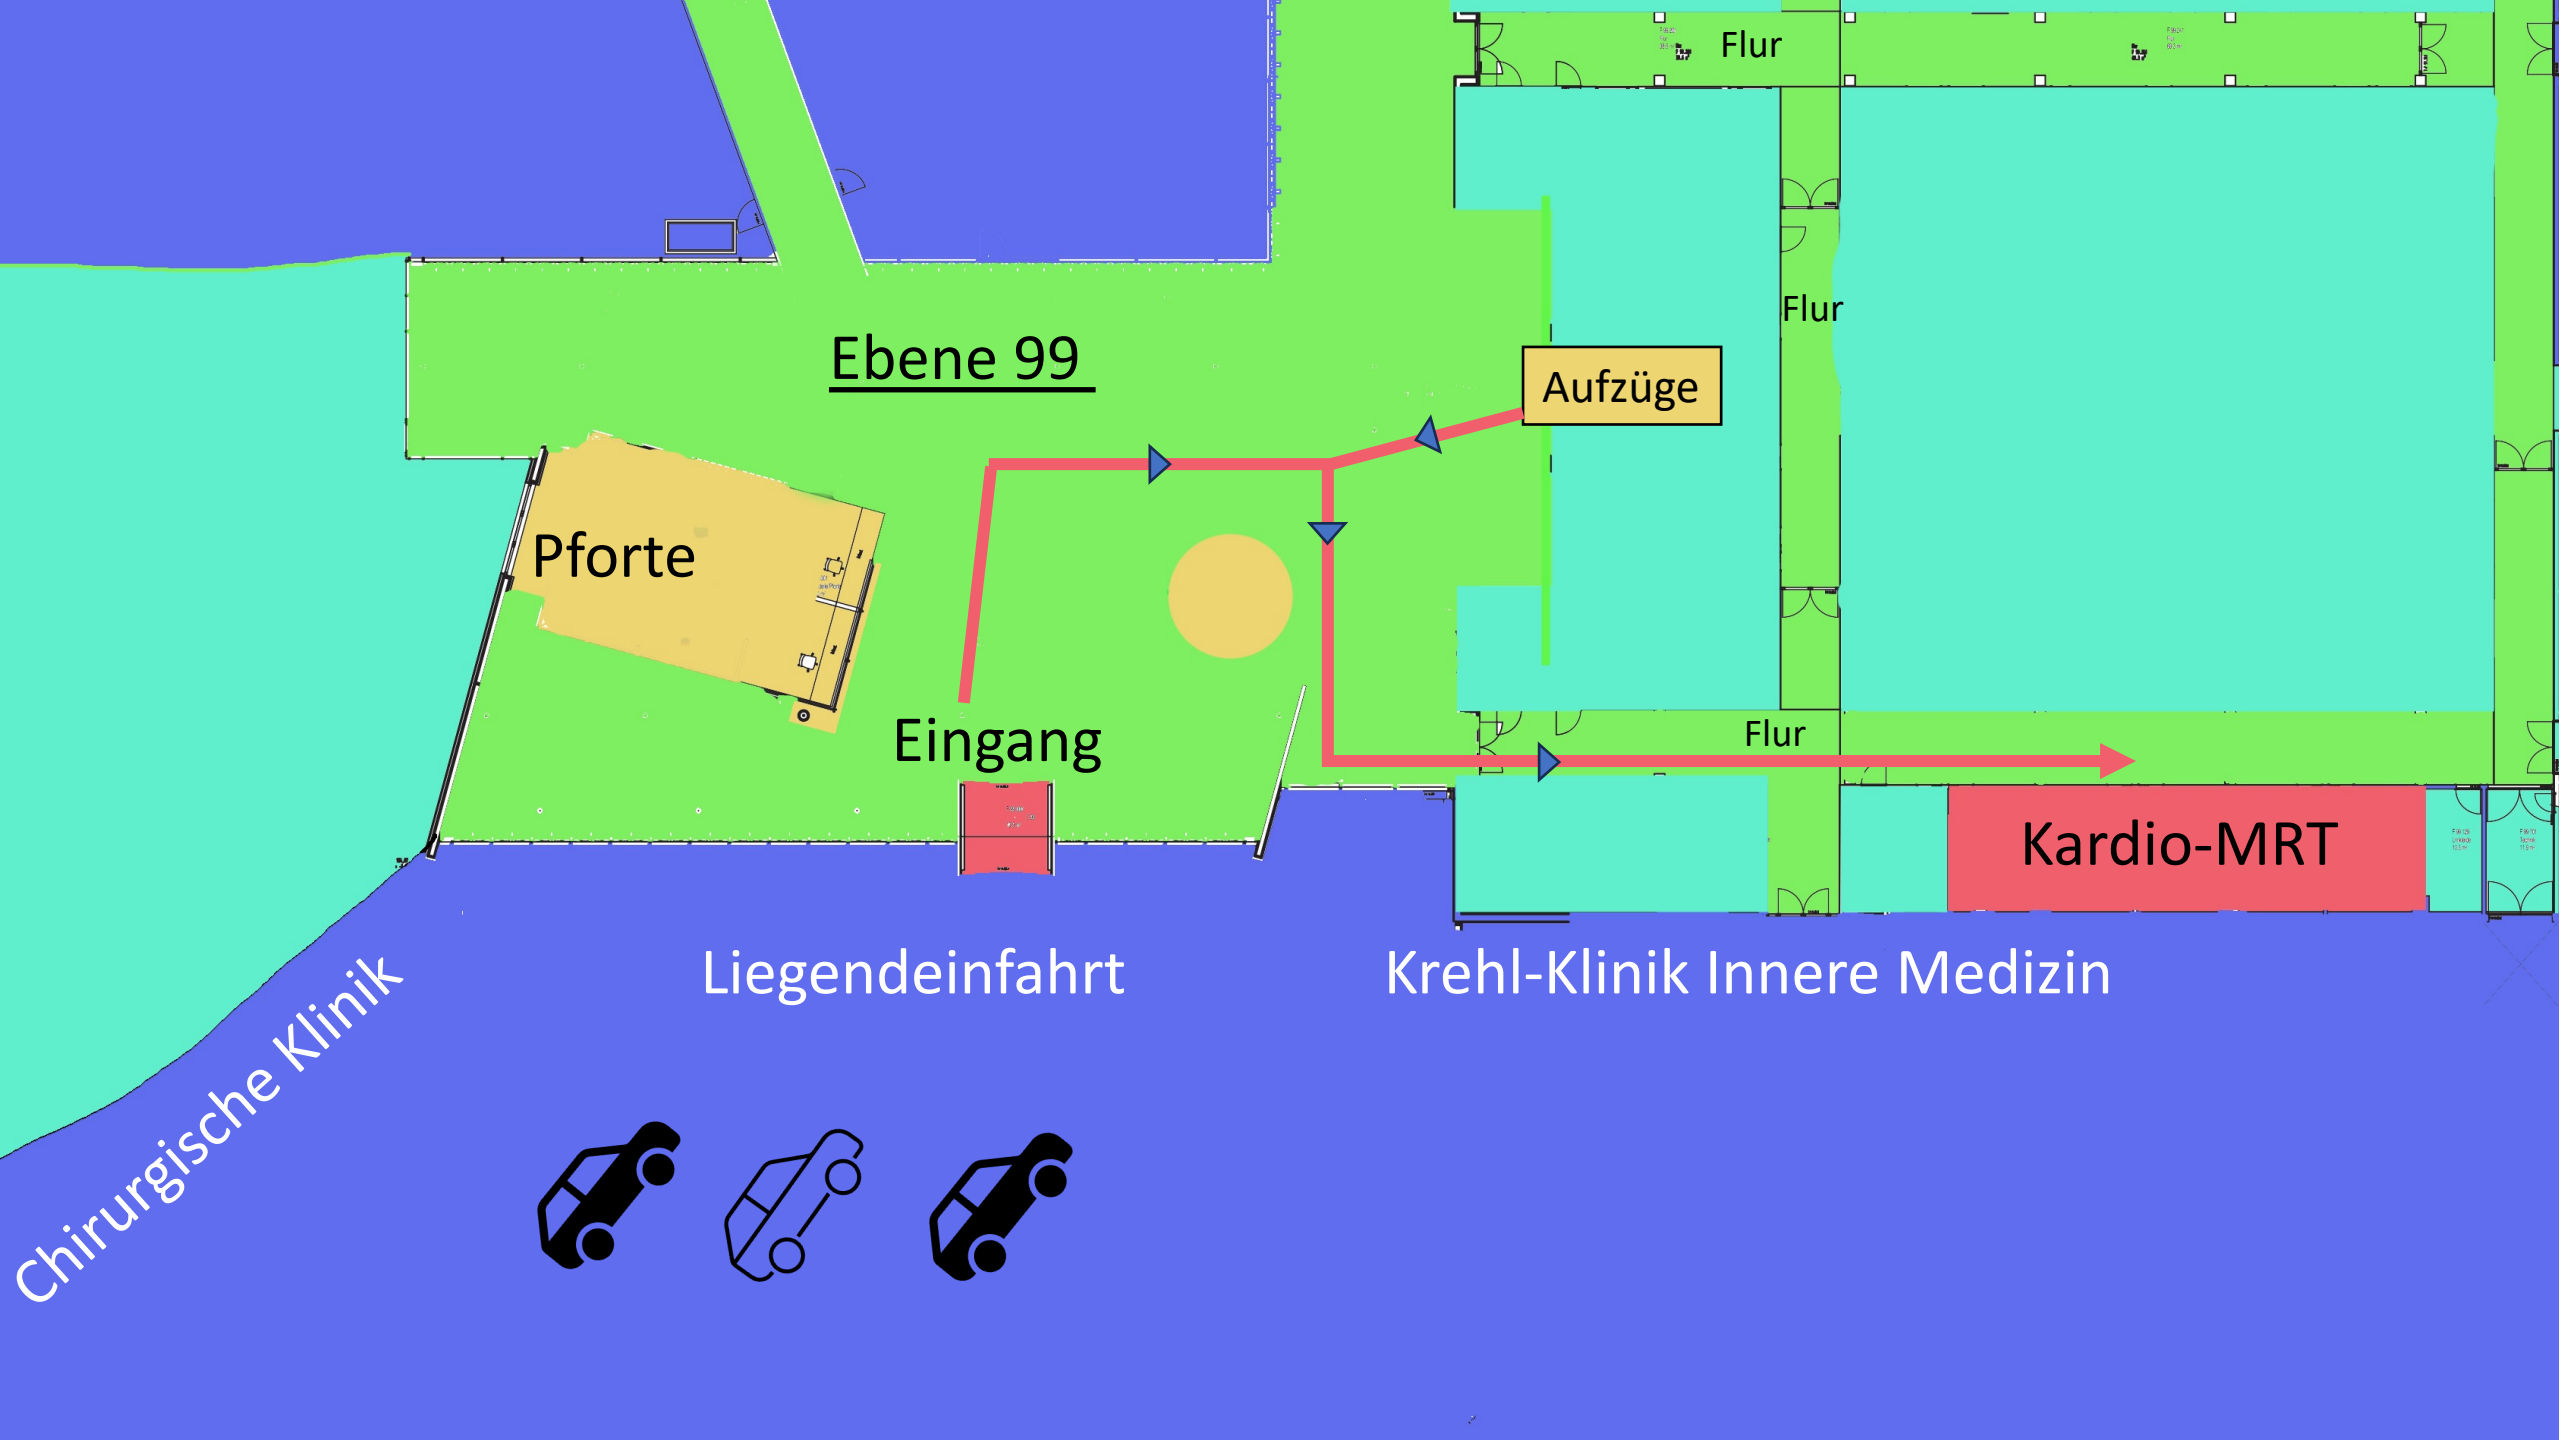 Flur
Flur
Ebene 99
Aufzüge
Pforte
Eingang
Flur
Kardio-MRT
Liegendeinfahrt
Krehl-Klinik Innere Medizin
Chirurgische Klinik